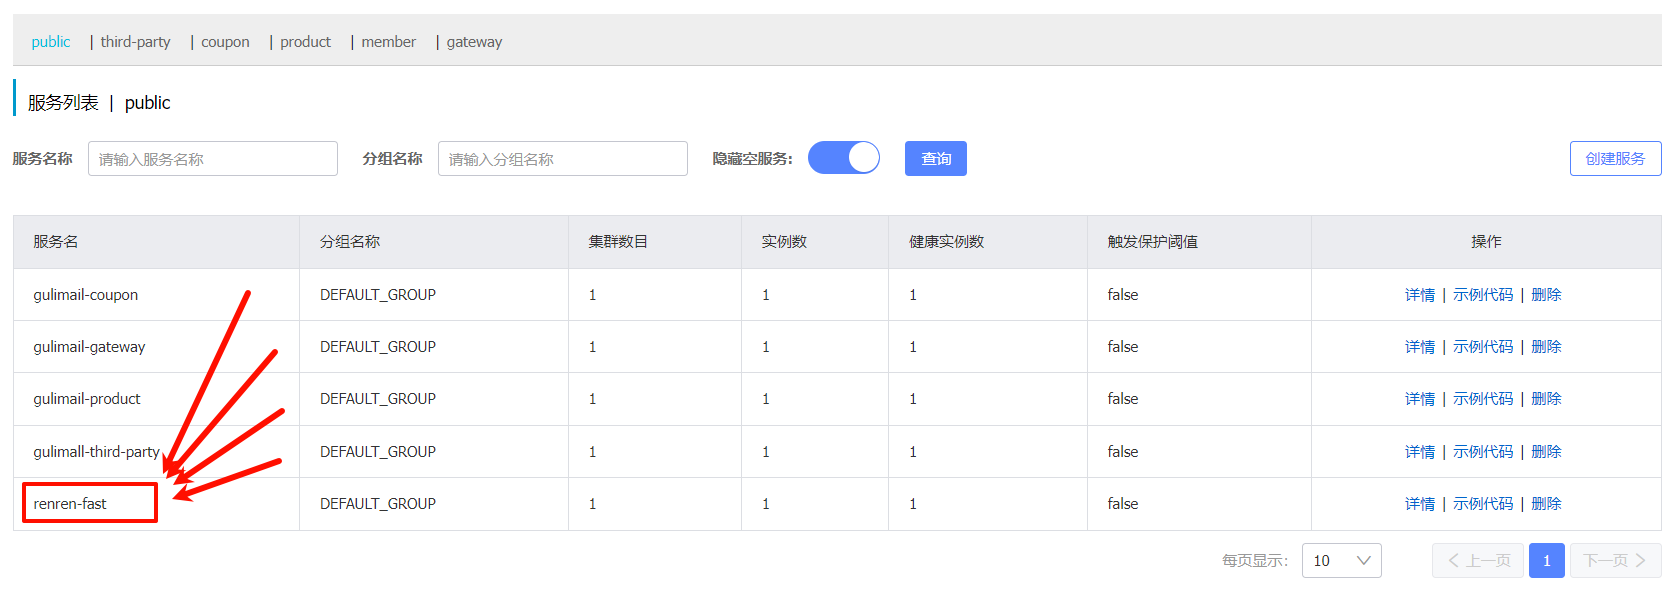 public | third-party | coupon | product | member | gateway
服务列表 | public
服务名称 请输入服务名称 分组名称 请输入分组名称 隐藏空服务: 查询 创建服务
服务名 分组名称 集群数目 实例数 健康实例数 触发保护阈值 操作
gulimail-coupon DEFAULT_GROUP 1 1 1 false 详情 | 示例代码 | 删除
gulimail-gateway DEFAULT_GROUP 1 1 1 false 详情 | 示例代码 | 删除
gulimail-product DEFAULT_GROUP 1 1 1 false 详情 | 示例代码 | 删除
gulimall-third-party DEFAULT_GROUP 1 1 1 false 详情 | 示例代码 | 删除
renren-fast DEFAULT_GROUP 1 1 1 false 详情 | 示例代码 | 删除
每页显示: 10 上一页 1 下一页